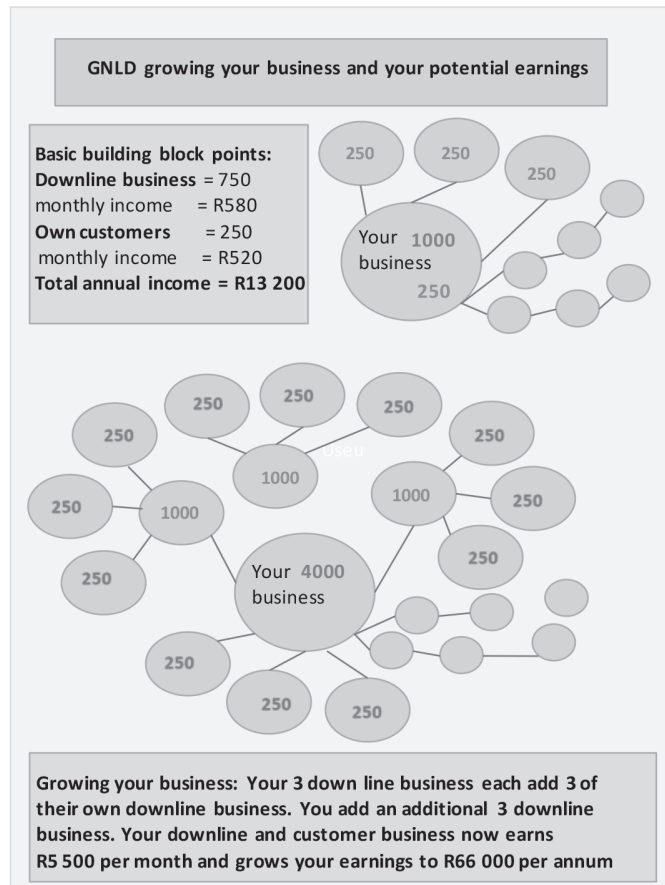 GNLD growing your business and your potential earnings
Basic building block points:
Downline business = 750
monthly income = R580
Own customers = 250
monthly income = R520
Total annual income = R13 200
250
250
250
Your 1000
business
250
250
250
250
250
1000
250
1000
250
250
1000
250
250
250
Your 4000
business
250
250
250
Growing your business: Your 3 down line business each add 3 of
their own downline business. You add an additional 3 downline
business. Your downline and customer business now earns
R5 500 per month and grows your earnings to R66 000 per annum